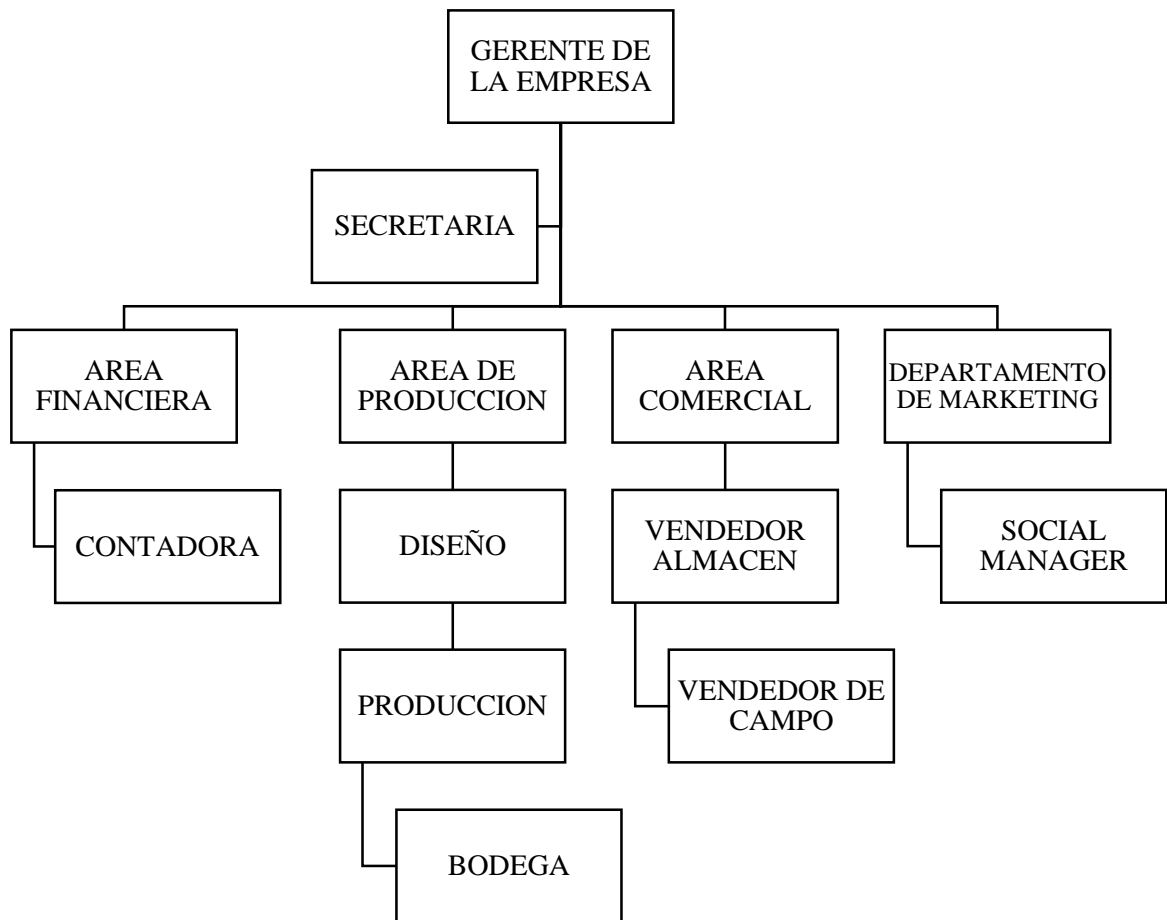 GERENTE DE
LA EMPRESA
SECRETARIA
AREA
FINANCIERA
AREA DE
PRODUCCION
AREA
COMERCIAL
DEPARTAMENTO
DE MARKETING
CONTADORA
DISEÑO
VENDEDOR
ALMACEN
SOCIAL
MANAGER
PRODUCCION
VENDEDOR DE
CAMPO
BODEGA